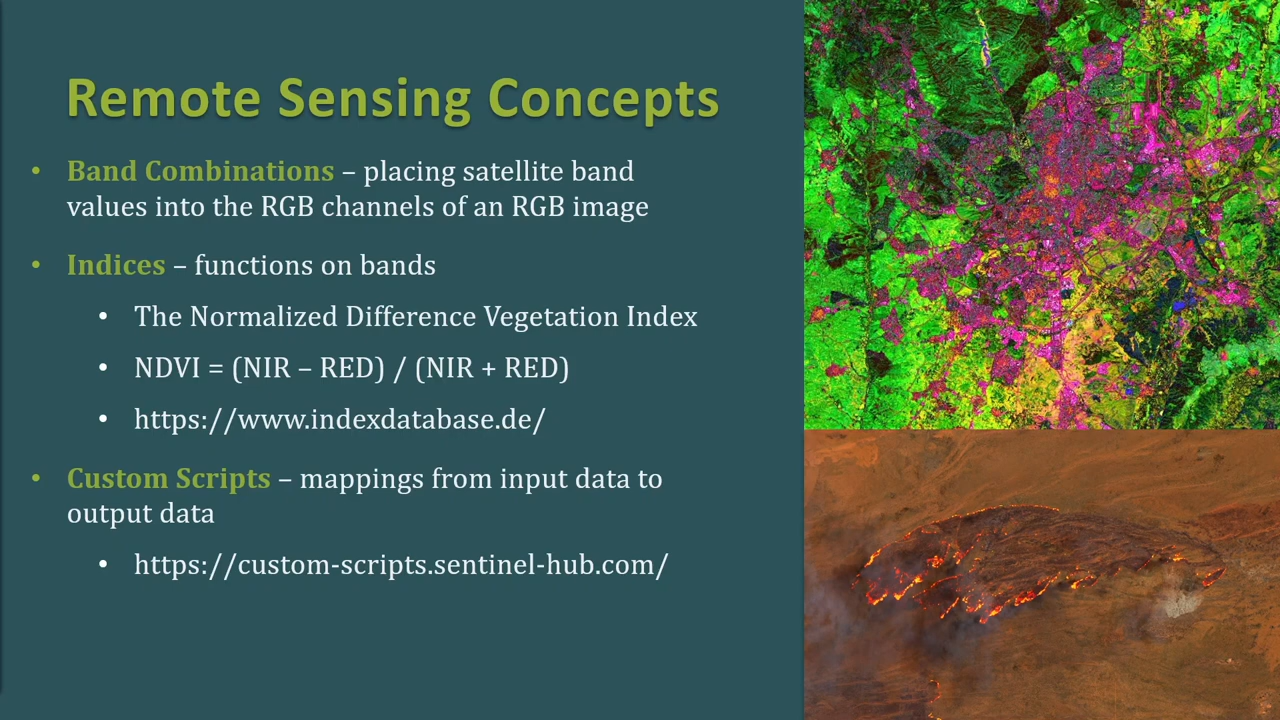 Remote Sensing Concepts
• Band Combinations – placing satellite band
values into the RGB channels of an RGB image
• Indices – functions on bands
• The Normalized Difference Vegetation Index
• NDVI = (NIR – RED) / (NIR + RED)
• https://www.indexdatabase.de/
• Custom Scripts – mappings from input data to
output data
• https://custom-scripts.sentinel-hub.com/